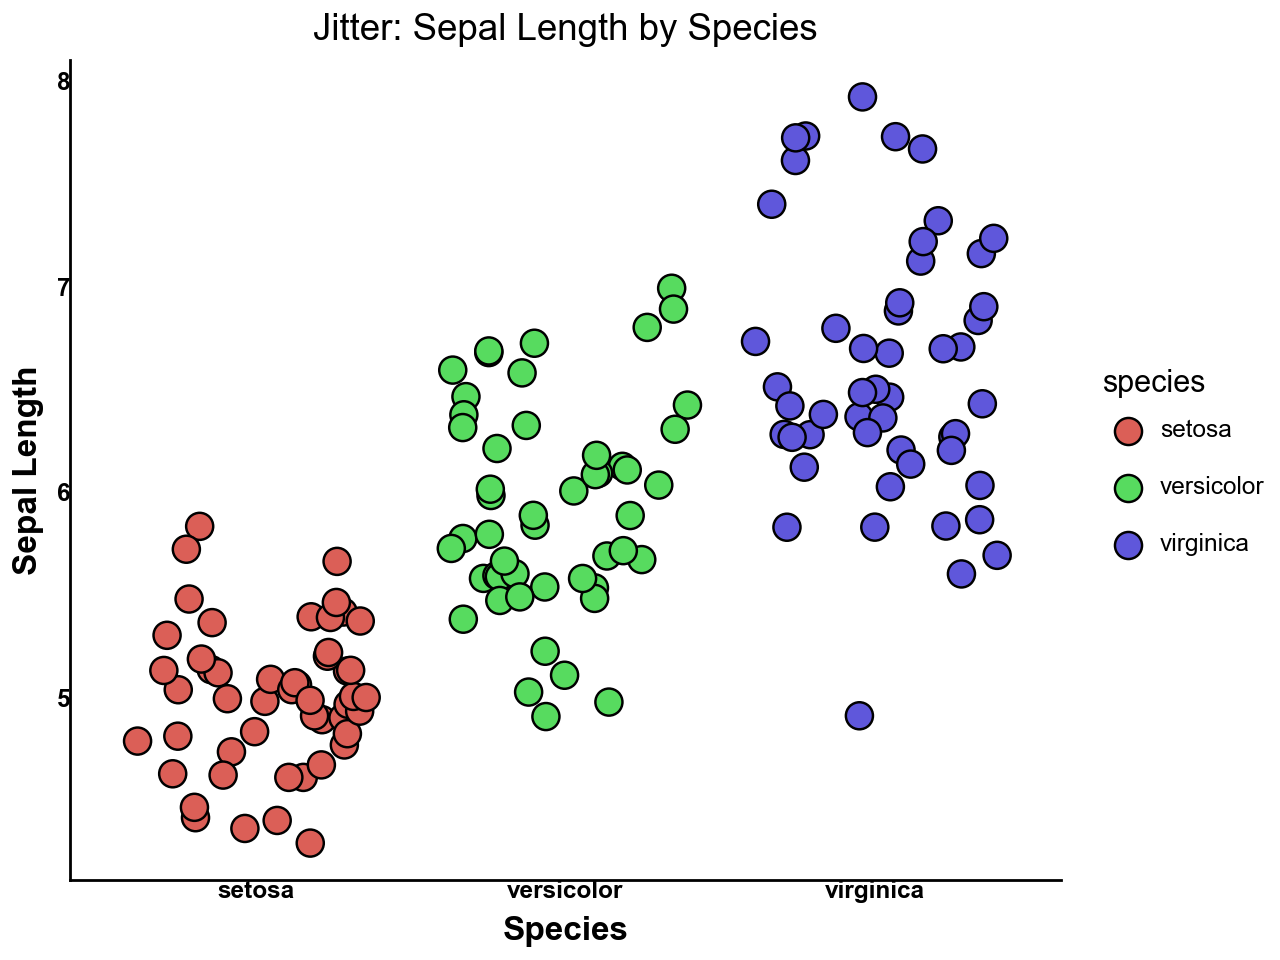 Jitter: Sepal Length by Species
8
7
6
5
Sepal Length
setosa versicolor virginica
Species
species
setosa
versicolor
virginica